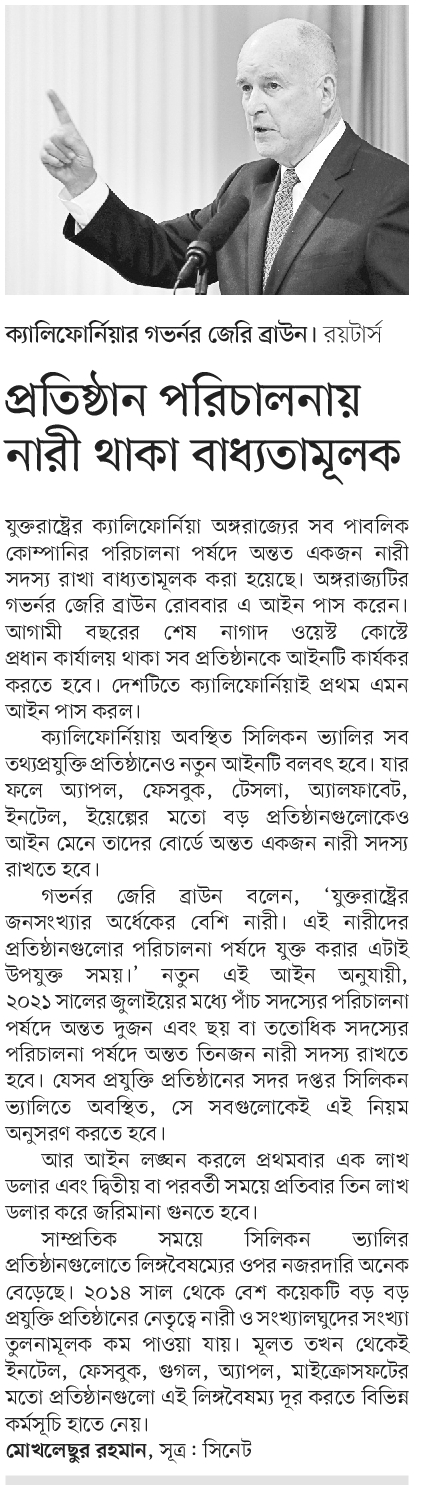 ক্যালিফোর্নিয়ার গভর্নর জেরি ব্রাউন। রয়টার্স
প্রতিষ্ঠান পরিচালনায়
নারী থাকা বাধ্যতামূলক
যুক্তরাষ্ট্রের ক্যালিফোর্নিয়া অঙ্গরাজ্যের সব পাবলিক
কোম্পানির পরিচালনা পর্ষদে অন্তত একজন নারী
সদস্য রাখা বাধ্যতামূলক করা হয়েছে। অঙ্গরাজ্যটির
গভর্নর জেরি ব্রাউন রোববার এ আইন পাস করেন।
আগামী বছরের শেষ নাগাদ ওয়েস্ট কোস্টে
প্রধান কার্যালয় থাকা সব প্রতিষ্ঠানকে আইনটি কার্যকর
করতে হবে। দেশটিতে ক্যালিফোর্নিয়াই প্রথম এমন
আইন পাস করল।
ক্যালিফোর্নিয়ায় অবস্থিত সিলিকন ভ্যালির সব
তথ্যপ্রযুক্তি প্রতিষ্ঠানেও নতুন আইনটি বলবৎ হবে। যার
ফলে অ্যাপল, ফেসবুক, টেসলা, অ্যালফাবেট,
ইনটেল, ইয়েল্পের মতো বড় প্রতিষ্ঠানগুলোকেও
আইন মেনে তাদের বোর্ডে অন্তত একজন নারী সদস্য
রাখতে হবে।
গভর্নর জেরি ব্রাউন বলেন, ‘যুক্তরাষ্ট্রের
জনসংখ্যার অর্ধেকের বেশি নারী। এই নারীদের
প্রতিষ্ঠানগুলোর পরিচালনা পর্ষদে যুক্ত করার এটাই
উপযুক্ত সময়।’ নতুন এই আইন অনুযায়ী,
২০২১ সালের জুলাইয়ের মধ্যে পাঁচ সদস্যের পরিচালনা
পর্ষদে অন্তত দুজন এবং ছয় বা ততোধিক সদস্যের
পরিচালনা পর্ষদে অন্তত তিনজন নারী সদস্য রাখতে
হবে। যেসব প্রযুক্তি প্রতিষ্ঠানের সদর দপ্তর সিলিকন
ভ্যালিতে অবস্থিত, সে সবগুলোকেই এই নিয়ম
অনুসরণ করতে হবে।
আর আইন লঙ্ঘন করলে প্রথমবার এক লাখ
ডলার এবং দ্বিতীয় বা পরবর্তী সময়ে প্রতিবার তিন লাখ
ডলার করে জরিমানা গুনতে হবে।
সাম্প্রতিক সময়ে সিলিকন ভ্যালির
প্রতিষ্ঠানগুলোতে লিঙ্গবৈষম্যের ওপর নজরদারি অনেক
বেড়েছে। ২০১৪ সাল থেকে বেশ কয়েকটি বড় বড়
প্রযুক্তি প্রতিষ্ঠানের নেতৃত্বে নারী ও সংখ্যালঘুদের সংখ্যা
তুলনামূলক কম পাওয়া যায়। মূলত তখন থেকেই
ইনটেল, ফেসবুক, গুগল, অ্যাপল, মাইক্রোসফটের
মতো প্রতিষ্ঠানগুলো এই লিঙ্গবৈষম্য দূর করতে বিভিন্ন
কর্মসূচি হাতে নেয়।
মোখলেছুর রহমান, সূত্র : সিনেট